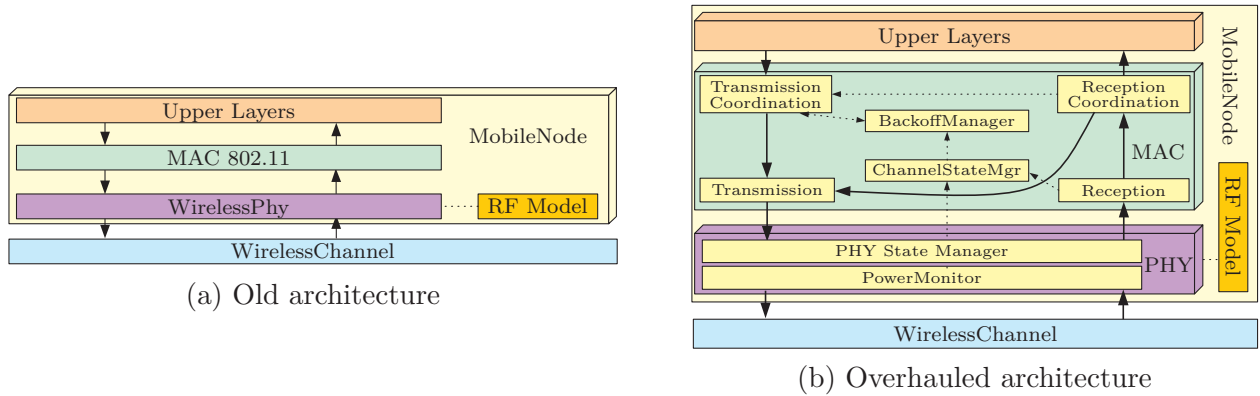 Upper Layers
MobileNode
MAC 802.11
WirelessPhy
RF Model
WirelessChannel
(a) Old architecture
Upper Layers
MobileNode
Transmission
Coordination
Reception
Coordination
BackoffManager
MAC
ChannelStateMgr
Transmission
Reception
RF Model
PHY State Manager
PHY
PowerMonitor
WirelessChannel
(b) Overhauled architecture